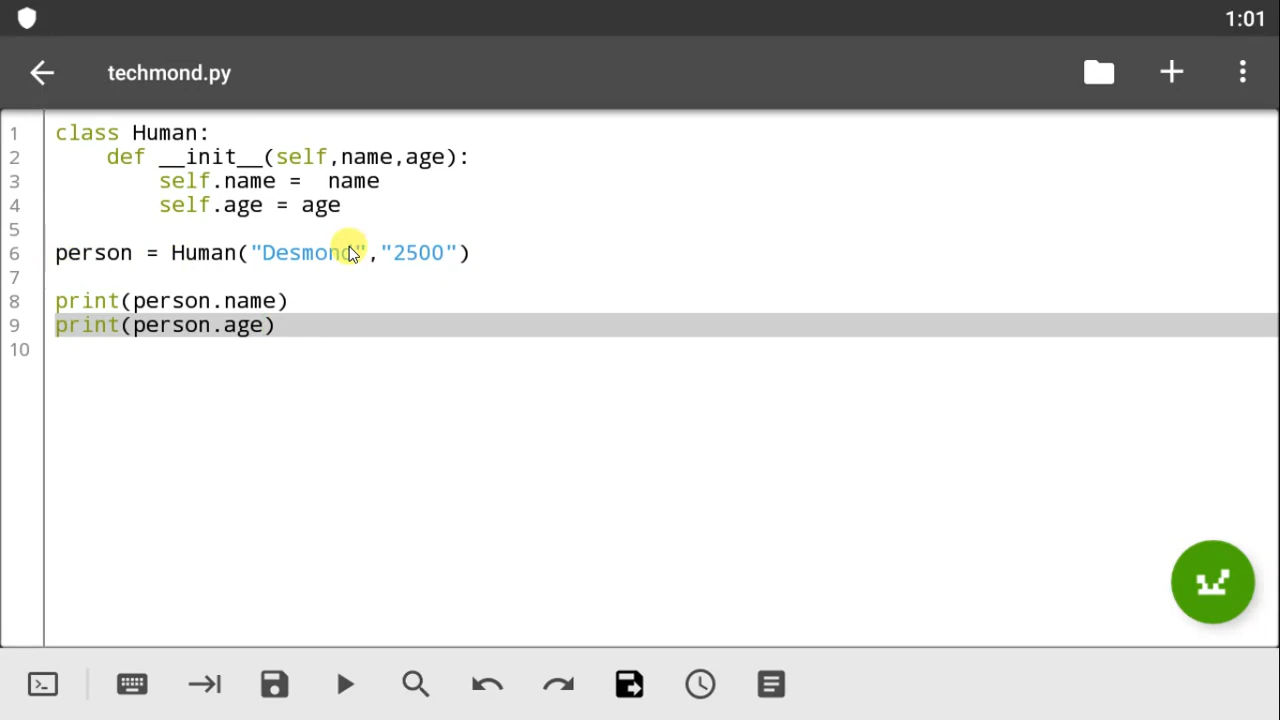 1:01
techmond.py
1 class Human:
2 def __init__(self,name,age):
3 self.name =  name
4 self.age = age
5
6 person = Human("Desmond","2500")
7
8 print(person.name)
9 print(person.age)
10